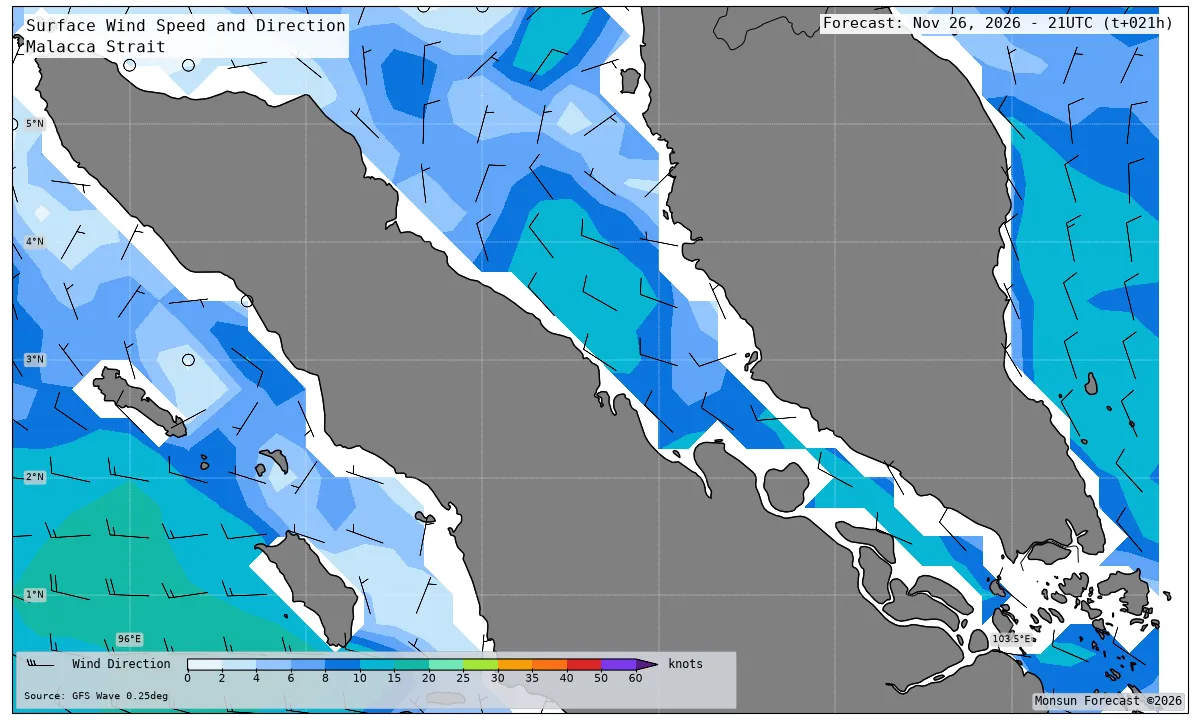 Surface Wind Speed and Direction
Malacca Strait
Forecast: Nov 26, 2026 - 21UTC (t+021h)
5°N
4°N
3°N
2°N
1°N
96°E
103.5°E
Wind Direction
knots
0 2 4 6 8 10 15 20 25 30 35 40 50 60
Source: GFS Wave 0.25deg
Monsun Forecast ©2026